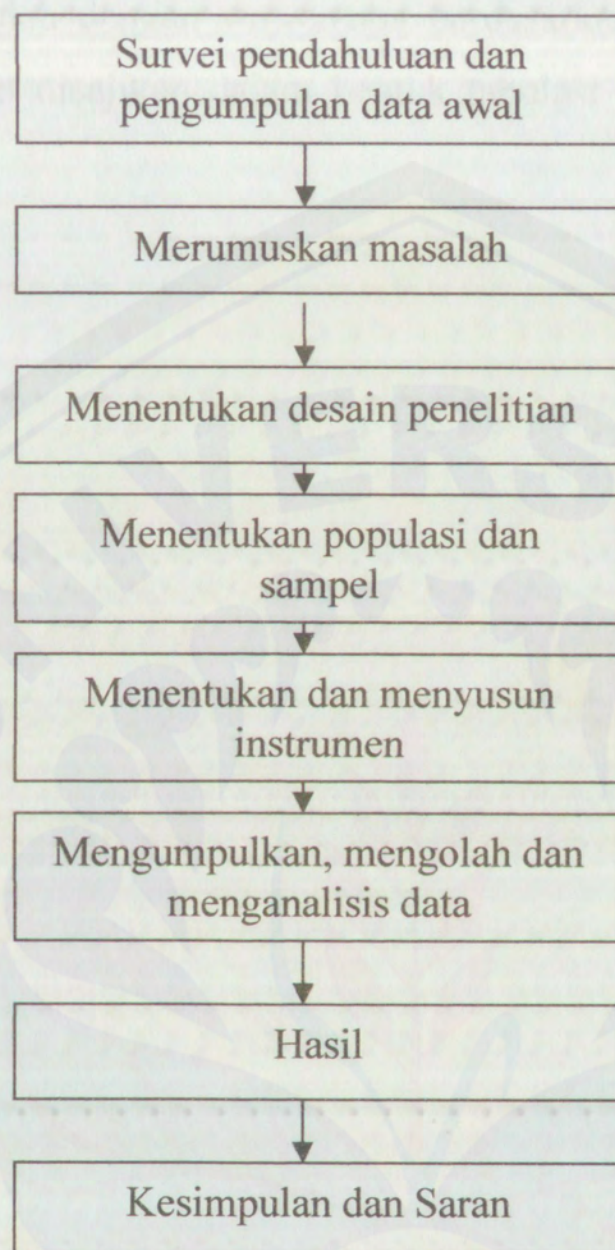 Survei pendahuluan dan
pengumpulan data awal
Merumuskan masalah
Menentukan desain penelitian
Menentukan populasi dan
sampel
Menentukan dan menyusun
instrumen
Mengumpulkan, mengolah dan
menganalisis data
Hasil
Kesimpulan dan Saran